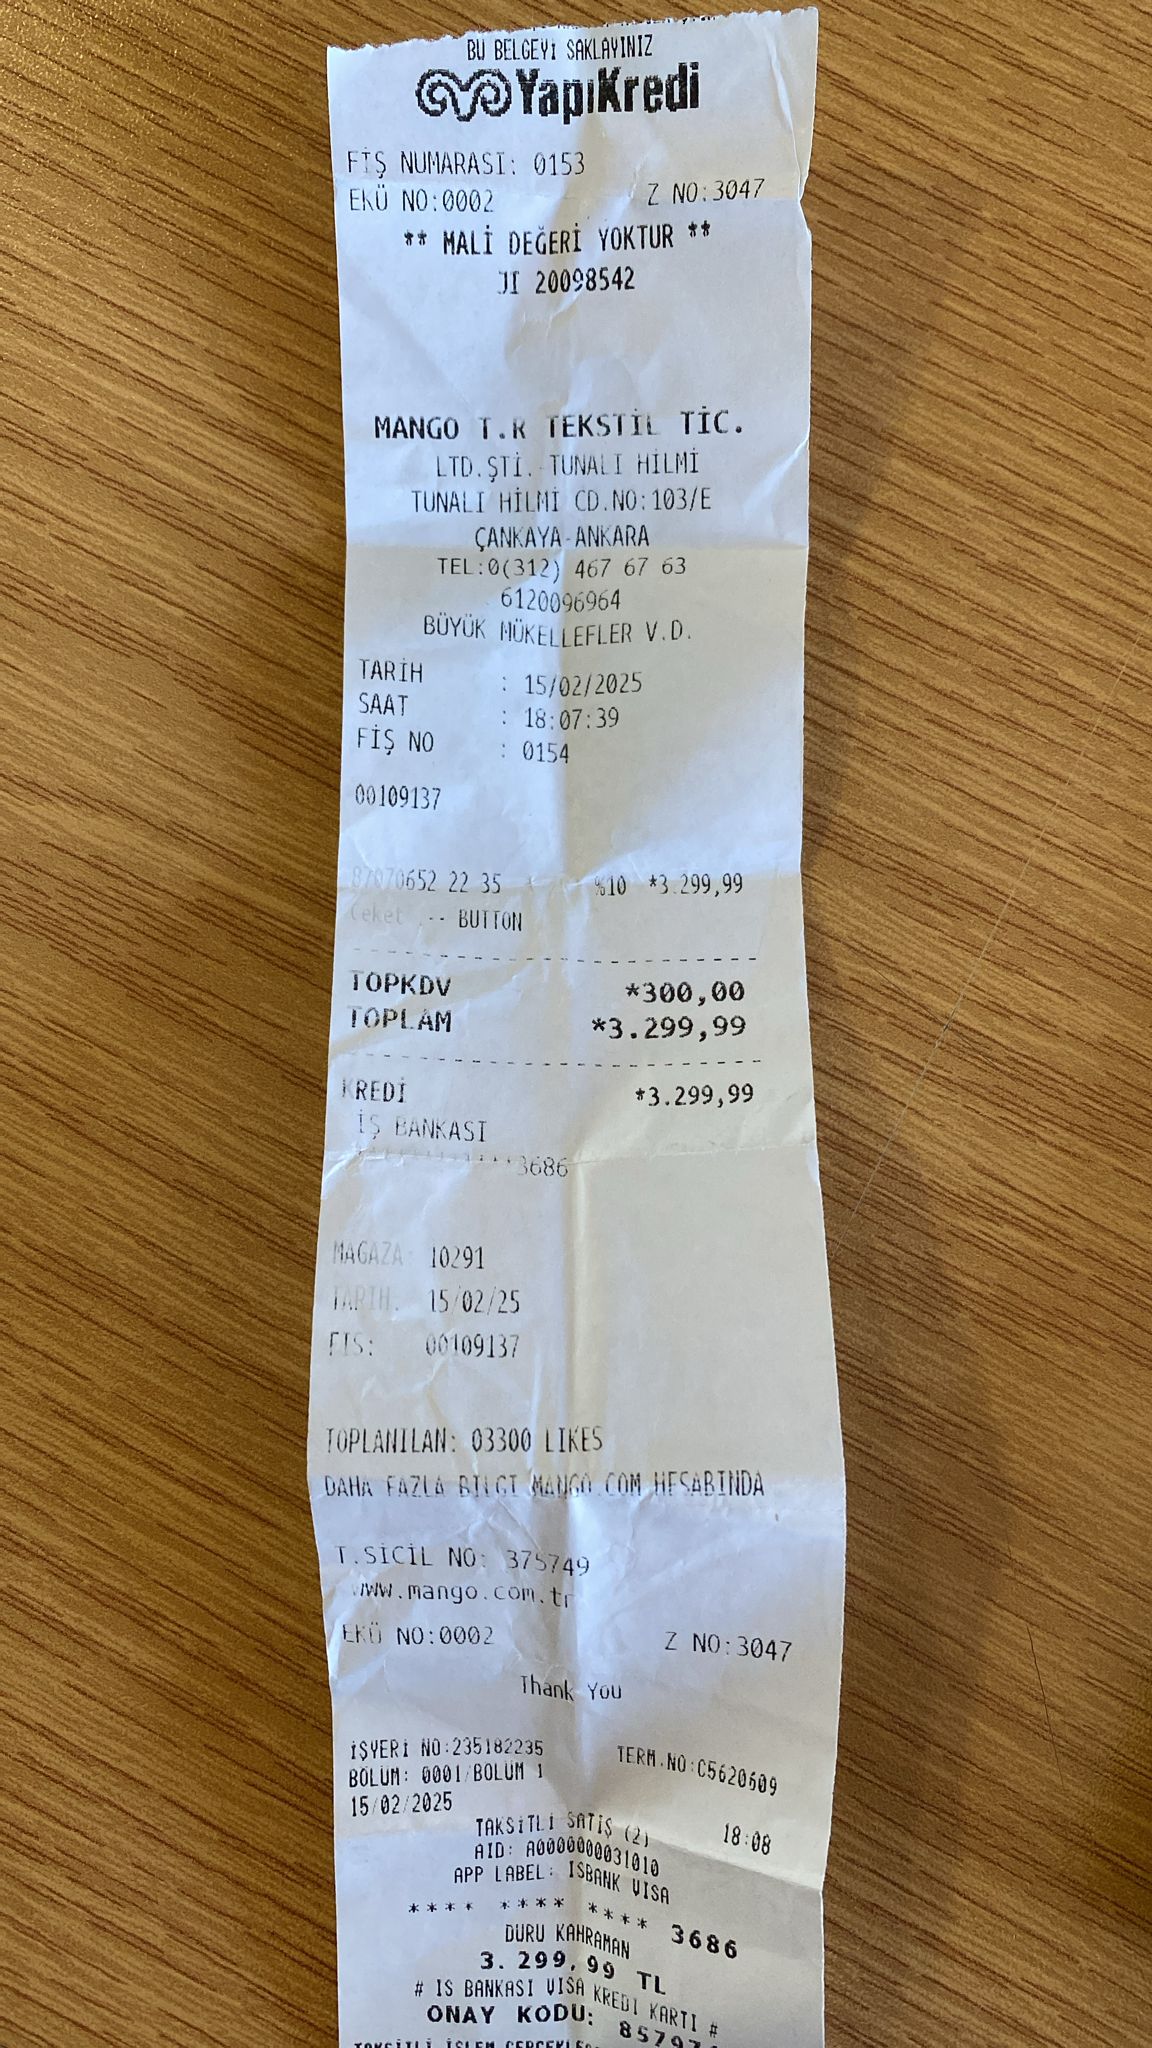 BU BELGEYİ SAKLAYINIZ
YapıKredi
FİŞ NUMARASI: 0153
EKÜ NO:0002 Z NO:3047
** MALİ DEĞERİ YOKTUR **
JI 20098542
MANGO T.R TEKSTİL TİC.
LTD.ŞTİ. TUNALI HİLMİ
TUNALI HİLMİ CD.NO:103/E
ÇANKAYA-ANKARA
TEL:0(312) 467 67 63
6120096964
BÜYÜK MÜKELLEFLER V.D.
TARİH : 15/02/2025
SAAT : 18:07:39
FİŞ NO : 0154
00109137
87070652 22 35 %10 *3.299,99
Ceket -- BUTTON
TOPKDV *300,00
TOPLAM *3.299,99
KREDİ *3.299,99
İŞ BANKASI
************3686
MAGAZA: 10291
TARIH: 15/02/25
FIS: 00109137
TOPLANILAN: 03300 LIKES
DAHA FAZLA BILGI MANGO.COM HESABINDA
T.SİCİL NO: 375749
www.mango.com.tr
EKÜ NO:0002 Z NO:3047
Thank You
İŞYERİ NO:235182235 TERM.NO:C5620609
BÖLÜM: 0001/BÖLÜM 1
15/02/2025 18:08
TAKSİTLİ SATIŞ (2)
AID: A0000000031010
APP LABEL: ISBANK VISA
**** **** **** 3686
DURU KAHRAMAN
3.299,99 TL
# IS BANKASI VISA KREDI KARTI #
ONAY KODU:
TAKSİTLİ İŞLEM